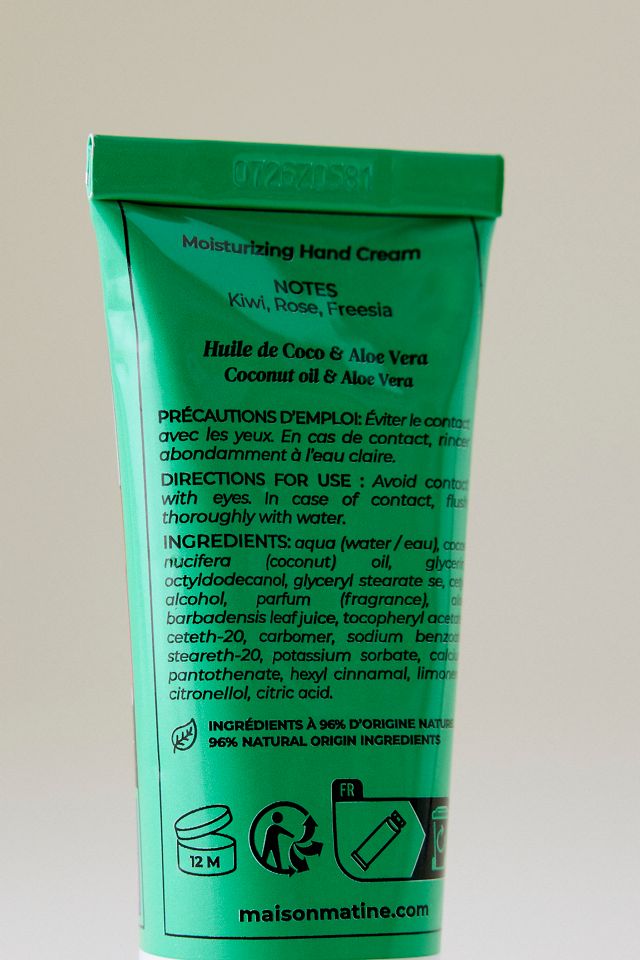 Moisturizing Hand Cream
NOTES
Kiwi, Rose, Freesia
Huile de Coco & Aloe Vera
Coconut oil & Aloe Vera
PRÉCAUTIONS D'EMPLOI: Éviter le contact
avec les yeux. En cas de contact, rincer
abondamment à l'eau claire.
DIRECTIONS FOR USE : Avoid contact
with eyes. In case of contact, flush
thoroughly with water.
INGREDIENTS: aqua (water / eau),
nucifera (coconut) oil,
octyldodecanol, glyceryl stearate se,
alcohol, parfum (fragrance),
barbadensis leaf juice, tocopheryl
ceteth-20, carbomer, sodium
steareth-20, potassium sorbate,
pantothenate, hexyl cinnamal,
citronellol, citric acid.
INGRÉDIENTS À 96% D'ORIGINE
96% NATURAL ORIGIN INGREDIENTS
12 M
FR
maisonmatine.com